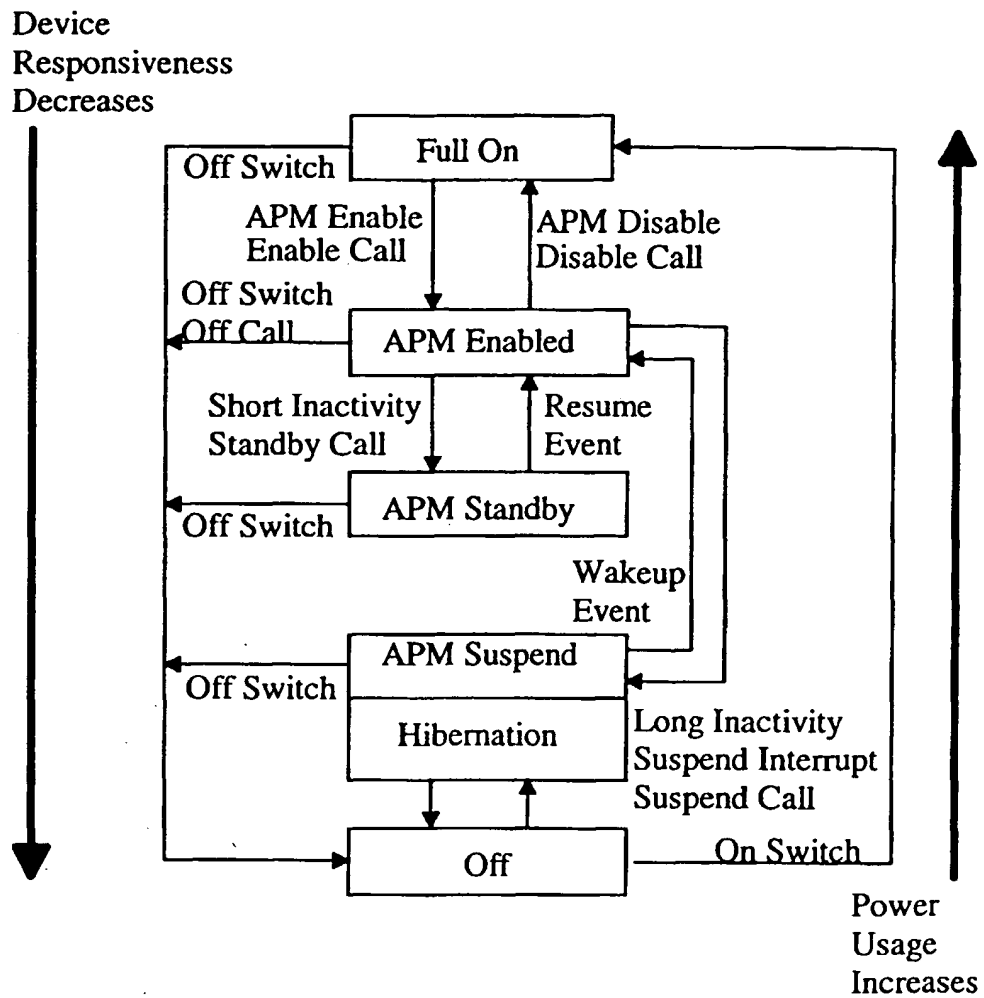 Device
Responsiveness
Decreases
Full On
Off Switch
APM Enable
Enable Call
APM Disable
Disable Call
Off Switch
Off Call
APM Enabled
Short Inactivity
Standby Call
Resume
Event
APM Standby
Off Switch
Wakeup
Event
APM Suspend
Off Switch
Hibernation
Long Inactivity
Suspend Interrupt
Suspend Call
Off
On Switch
Power
Usage
Increases